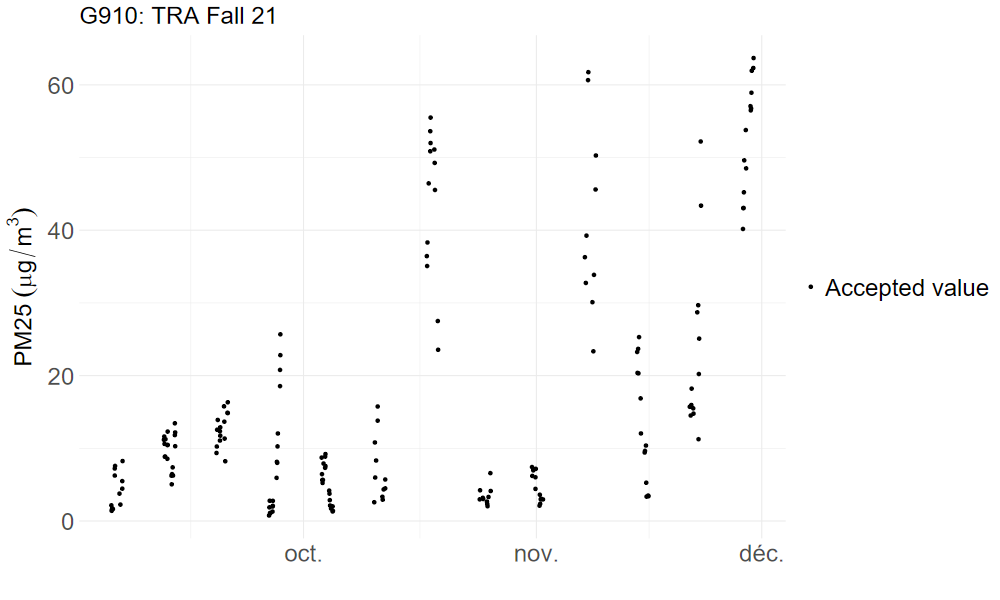 G910: TRA Fall 21
PM25 (μg/m³)
60
40
20
0
oct.
nov.
déc.
Accepted value